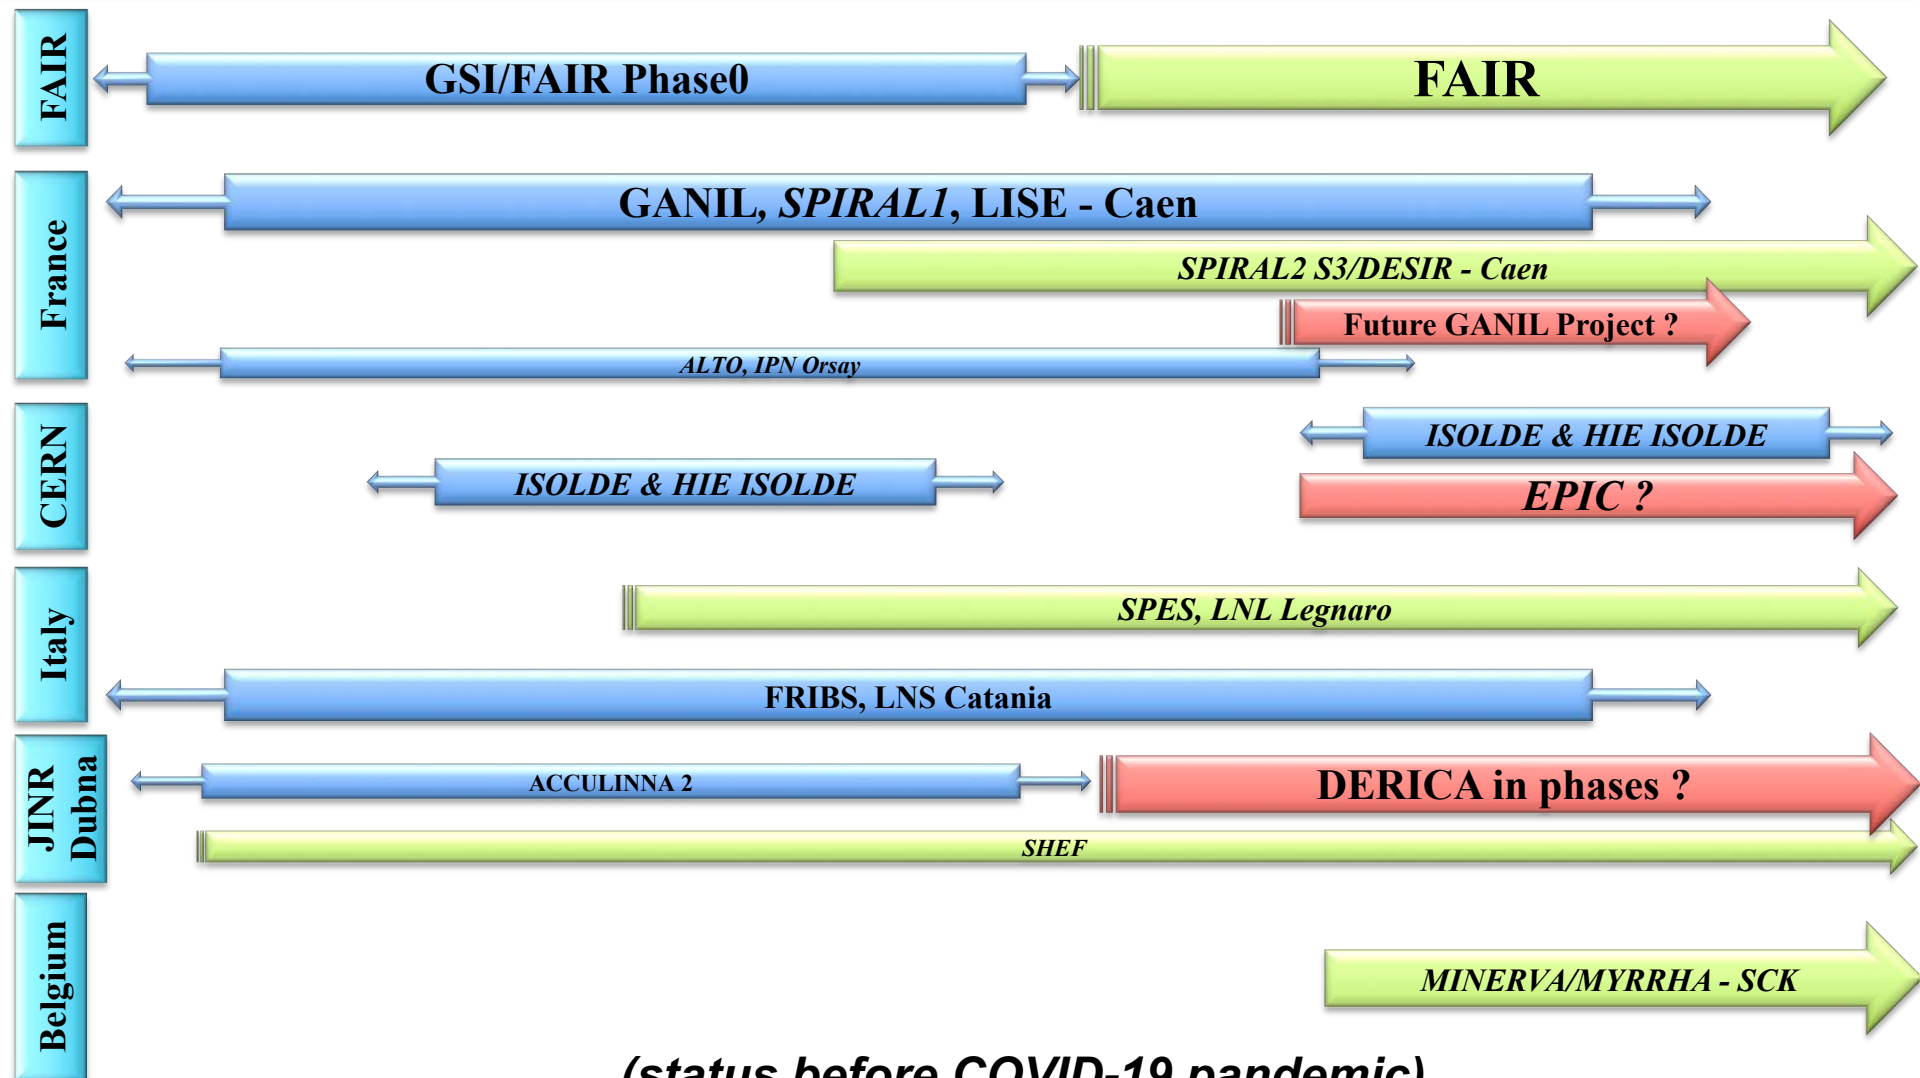 FAIR
GSI/FAIR Phase0
FAIR
France
GANIL, SPIRAL1, LISE - Caen
SPIRAL2 S3/DESIR - Caen
Future GANIL Project ?
ALTO, IPN Orsay
CERN
ISOLDE & HIE ISOLDE
ISOLDE & HIE ISOLDE
EPIC ?
Italy
SPES, LNL Legnaro
FRIBS, LNS Catania
JINR
Dubna
ACCULINNA 2
DERICA in phases ?
SHEF
Belgium
MINERVA/MYRRHA - SCK
(status before COVID-19 pandemic)